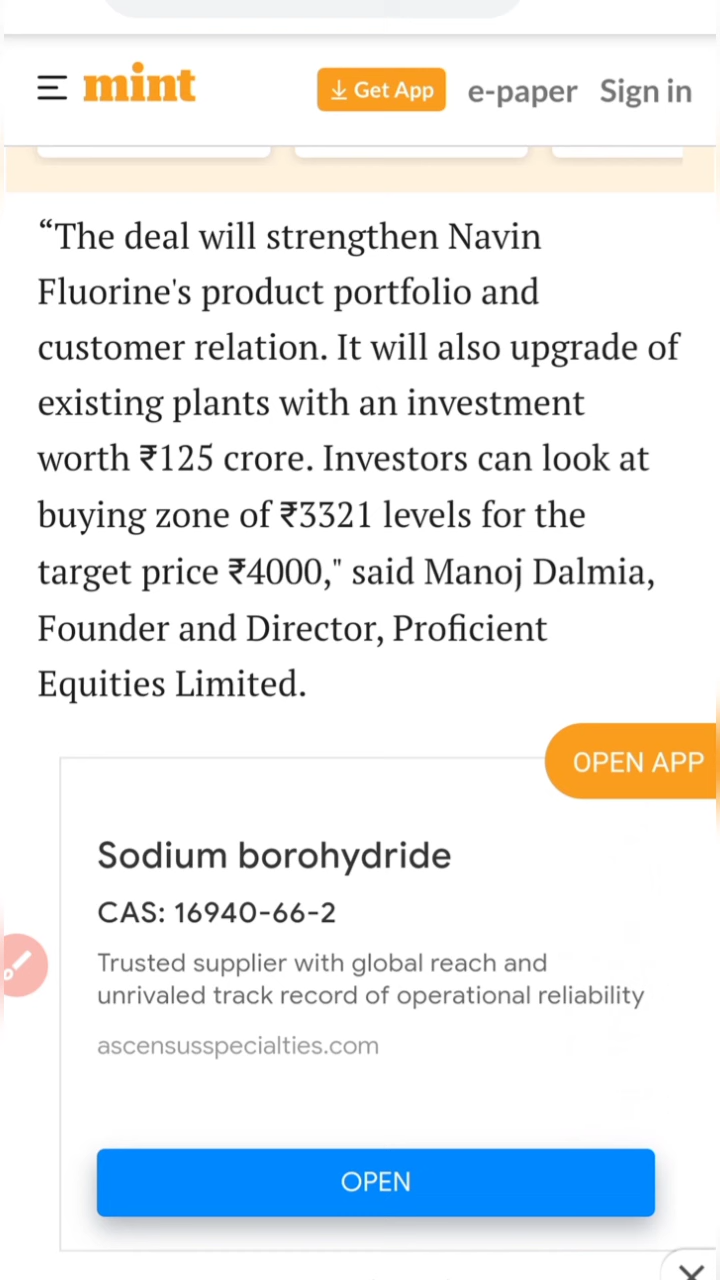 mint
Get App
e-paper
Sign in
“The deal will strengthen Navin
Fluorine's product portfolio and
customer relation. It will also upgrade of
existing plants with an investment
worth ₹125 crore. Investors can look at
buying zone of ₹3321 levels for the
target price ₹4000," said Manoj Dalmia,
Founder and Director, Proficient
Equities Limited.
OPEN APP
Sodium borohydride
CAS: 16940-66-2
Trusted supplier with global reach and
unrivaled track record of operational reliability
ascensusspecialties.com
OPEN